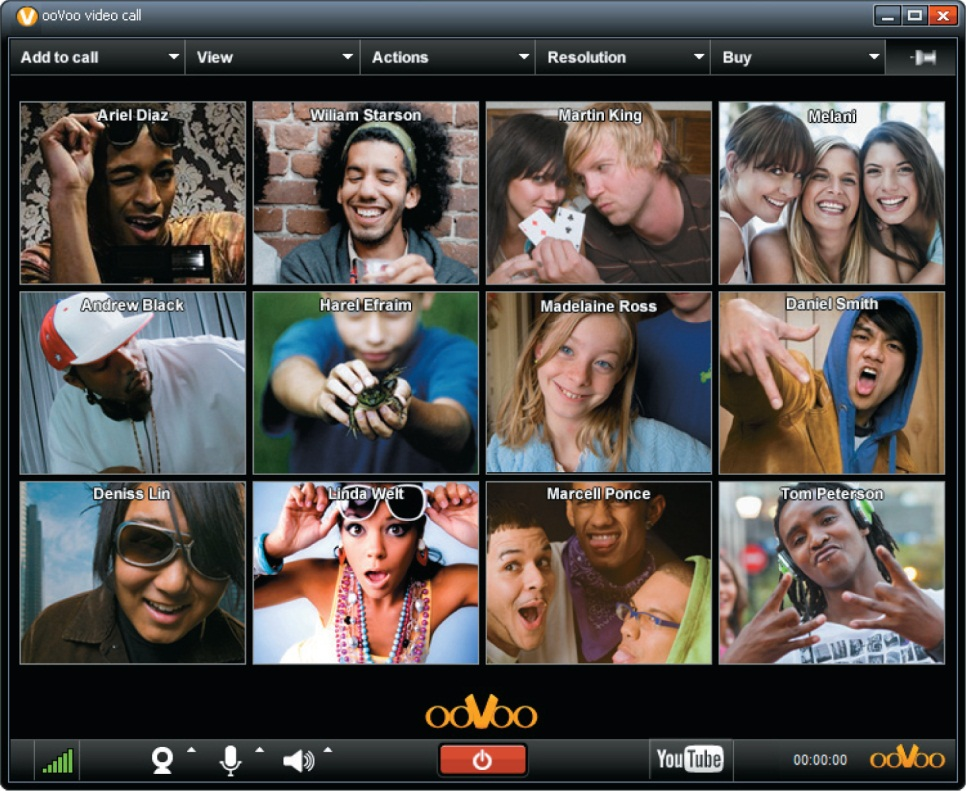 ooVoo video call
Add to call View Actions Resolution Buy
Ariel Diaz Wiliam Starson Martin King Melani
Andrew Black Harel Efraim Madelaine Ross Daniel Smith
Deniss Lin Linda Welt Marcell Ponce Tom Peterson
ooVoo
YouTube 00:00:00 ooVoo